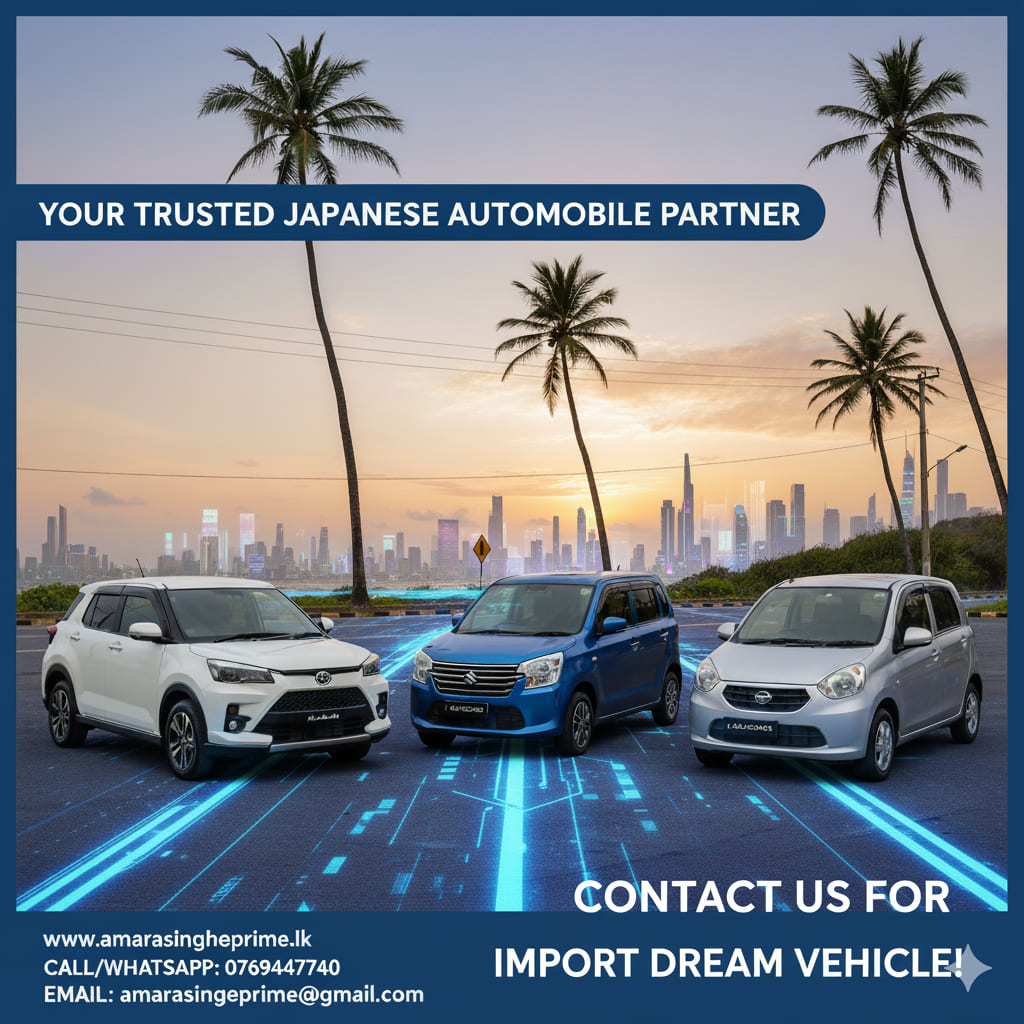 YOUR TRUSTED JAPANESE AUTOMOBILE PARTNER
CONTACT US FOR
IMPORT DREAM VEHICLE!
www.amarasingheprime.lk
CALL/WHATSAPP: 0769447740
EMAIL: amarasingeprime@gmail.com